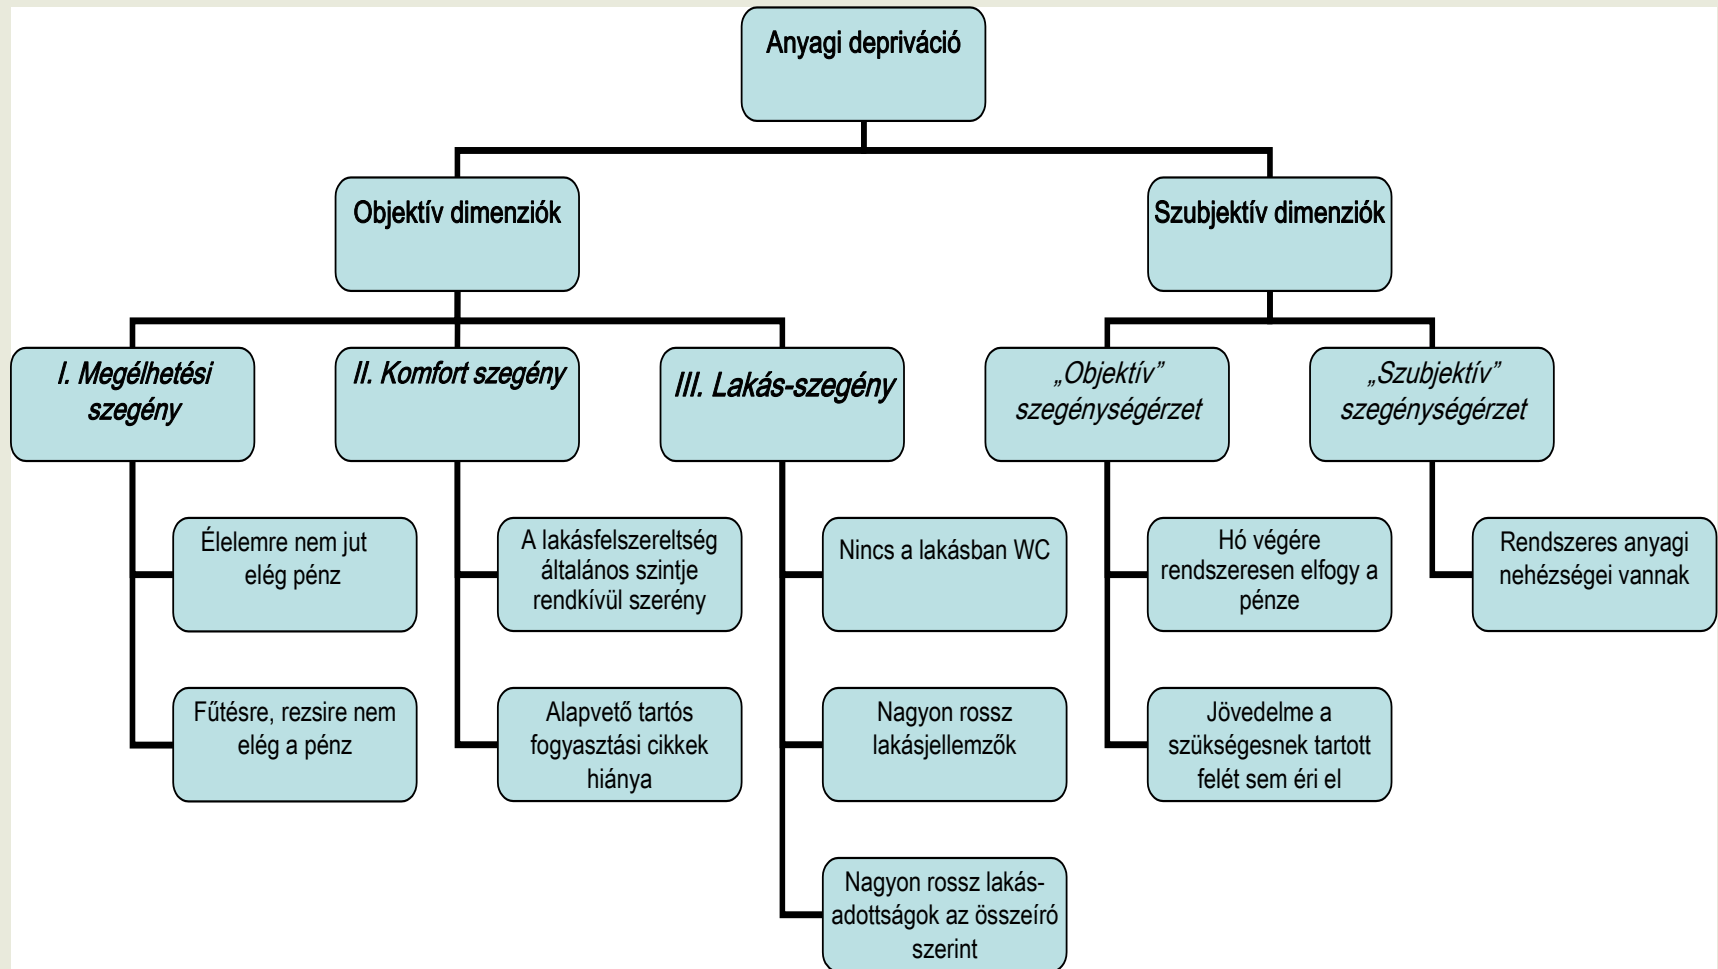 Anyagi depriváció
Objektív dimenziók
Szubjektív dimenziók
I. Megélhetési
szegény
II. Komfort szegény
III. Lakás-szegény
„Objektív”
szegénységérzet
„Szubjektív”
szegénységérzet
Élelemre nem jut
elég pénz
A lakásfelszereltség
általános szintje
rendkívül szerény
Nincs a lakásban WC
Hó végére
rendszeresen elfogy a
pénze
Rendszeres anyagi
nehézségei vannak
Fűtésre, rezsire nem
elég a pénz
Alapvető tartós
fogyasztási cikkek
hiánya
Nagyon rossz
lakásjellemzők
Jövedelme a
szükségesnek tartott
felét sem éri el
Nagyon rossz lakás-
adottságok az összeíró
szerint